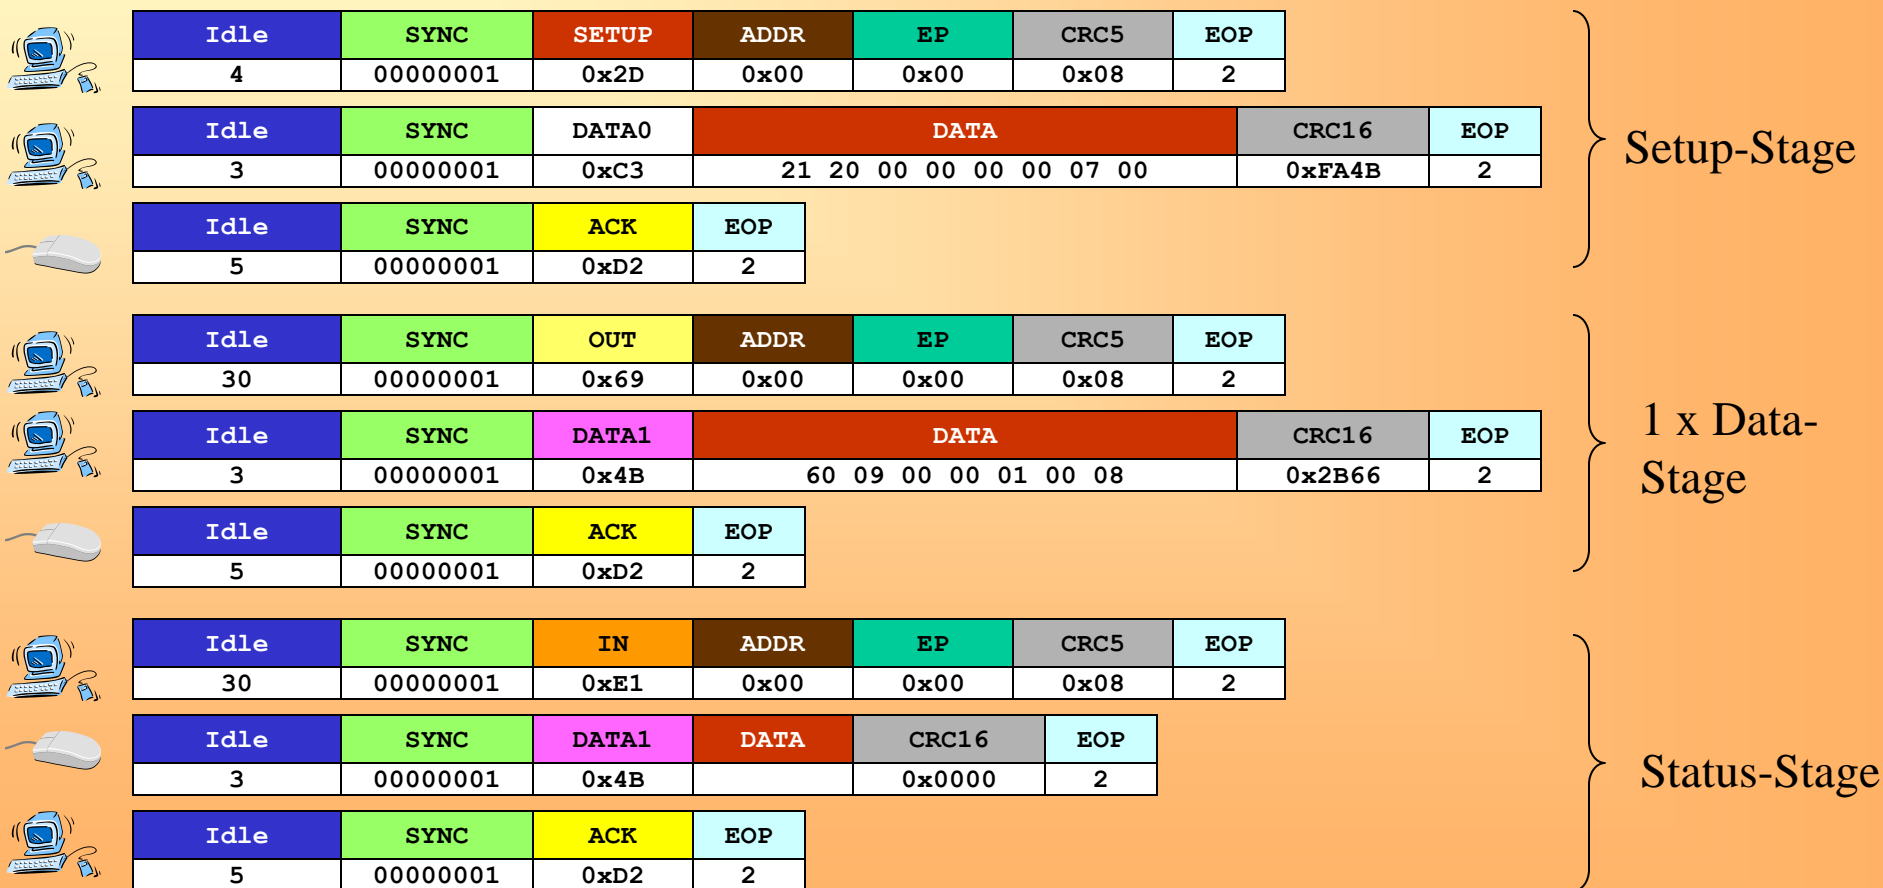 Idle SYNC SETUP ADDR EP CRC5 EOP
4 00000001 0x2D 0x00 0x00 0x08 2
Idle SYNC DATA0 DATA CRC16 EOP
3 00000001 0xC3 21 20 00 00 00 00 07 00 0xFA4B 2
Idle SYNC ACK EOP
5 00000001 0xD2 2
Setup-Stage
Idle SYNC OUT ADDR EP CRC5 EOP
30 00000001 0x69 0x00 0x00 0x08 2
Idle SYNC DATA1 DATA CRC16 EOP
3 00000001 0x4B 60 09 00 00 01 00 08 0x2B66 2
Idle SYNC ACK EOP
5 00000001 0xD2 2
1 x Data-
Stage
Idle SYNC IN ADDR EP CRC5 EOP
30 00000001 0xE1 0x00 0x00 0x08 2
Idle SYNC DATA1 DATA CRC16 EOP
3 00000001 0x4B 0x0000 2
Idle SYNC ACK EOP
5 00000001 0xD2 2
Status-Stage